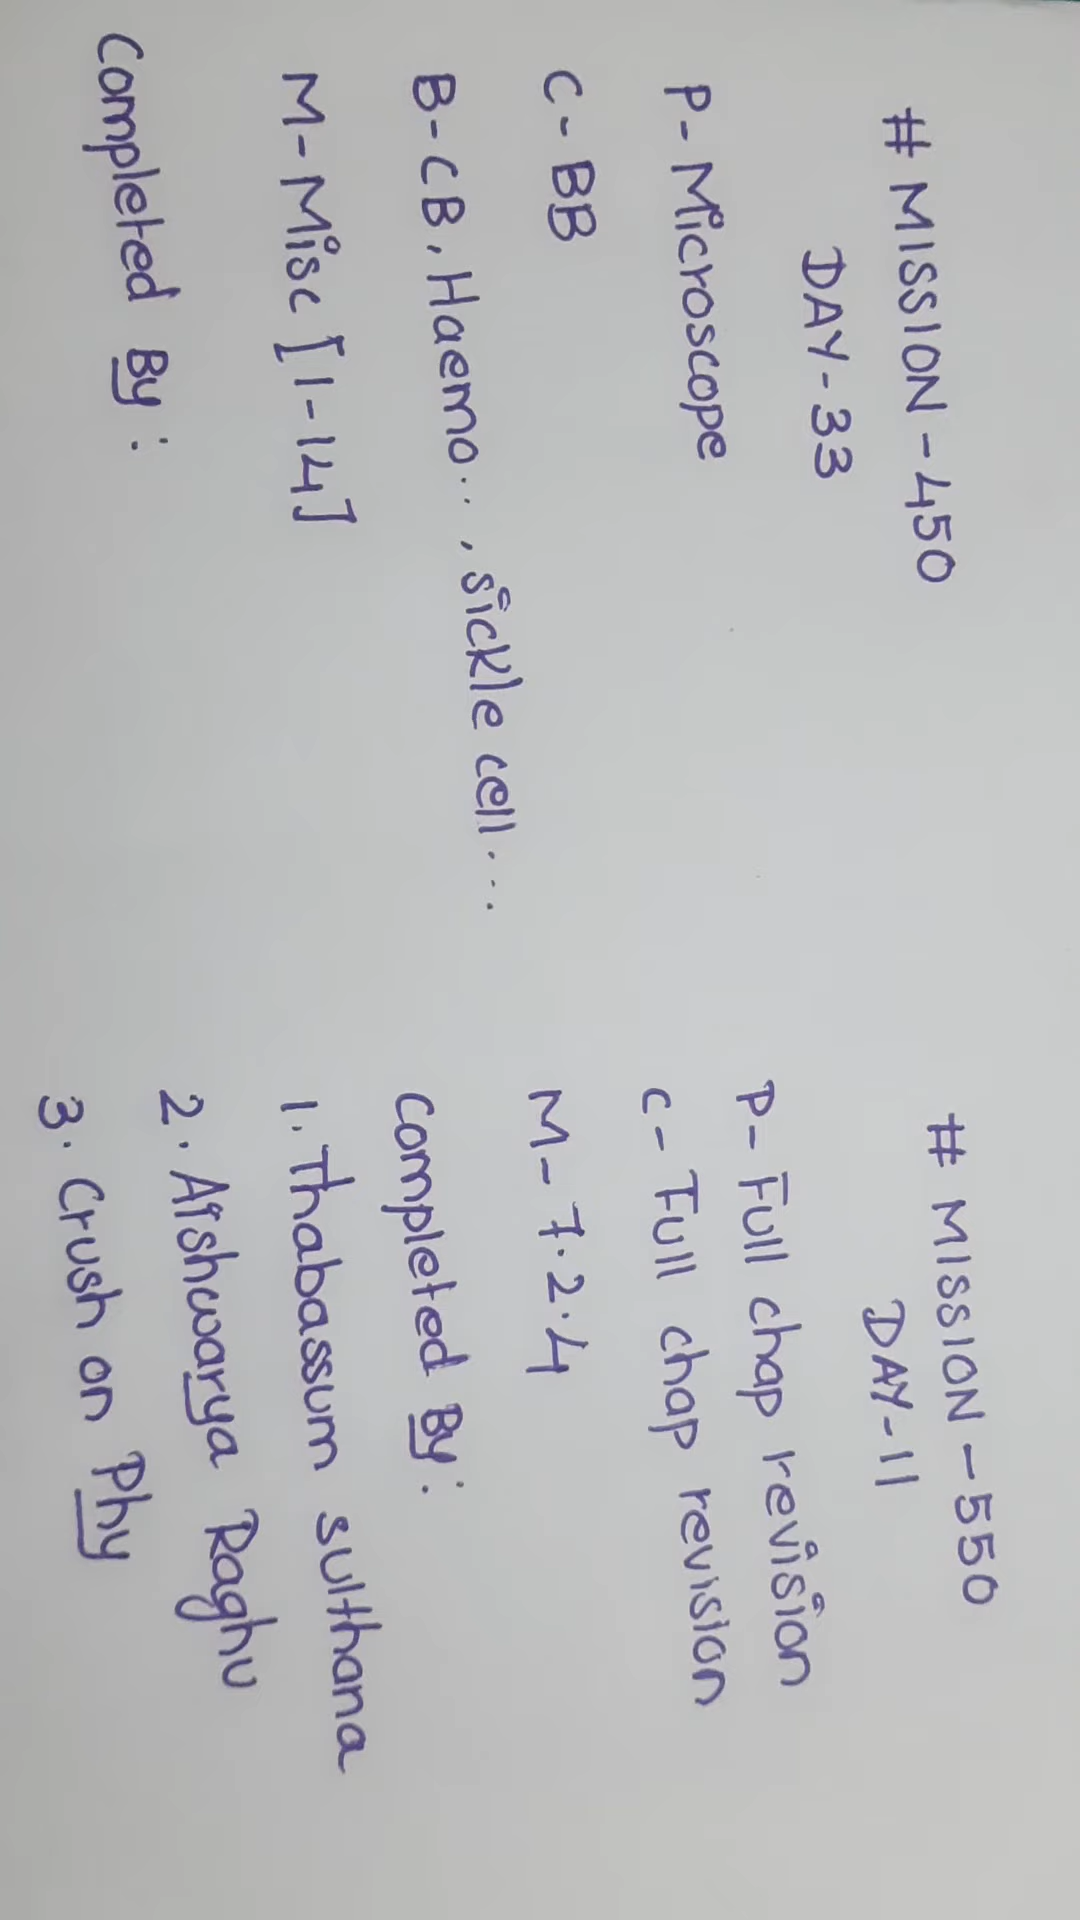 # MISSION - 450
DAY - 33
P - Microscope
C - BB
B - CB, Haemo.. , sickle cell....
M - Misc [1-14]
Completed By :
# MISSION - 550
DAY - 11
P - Full chap revision
C - Full chap revision
M - 7.2.4
Completed By :
1. Thabassum sulthana
2. Aishwarya Raghu
3. Crush on Phy